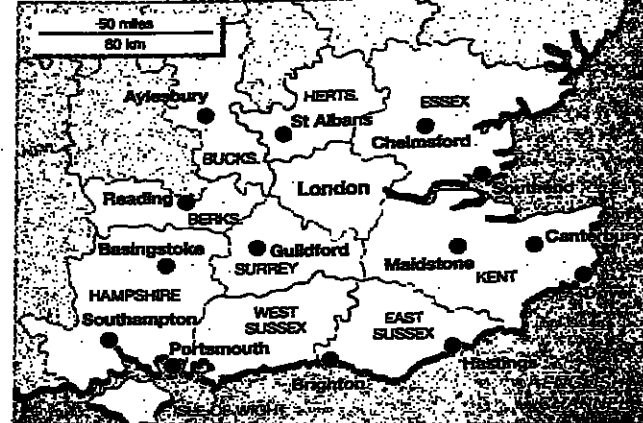 50 miles
80 km
Aylesbury
HERTS.
ESSEX
St Albans
Chelmsford
BUCKS.
London
Southend
Reading
BERKS.
Canterbury
Basingstoke
Guildford
Maidstone
SURREY
KENT
HAMPSHIRE
WEST
SUSSEX
EAST
SUSSEX
Southampton
Portsmouth
Hastings
Brighton
ISLE OF WIGHT